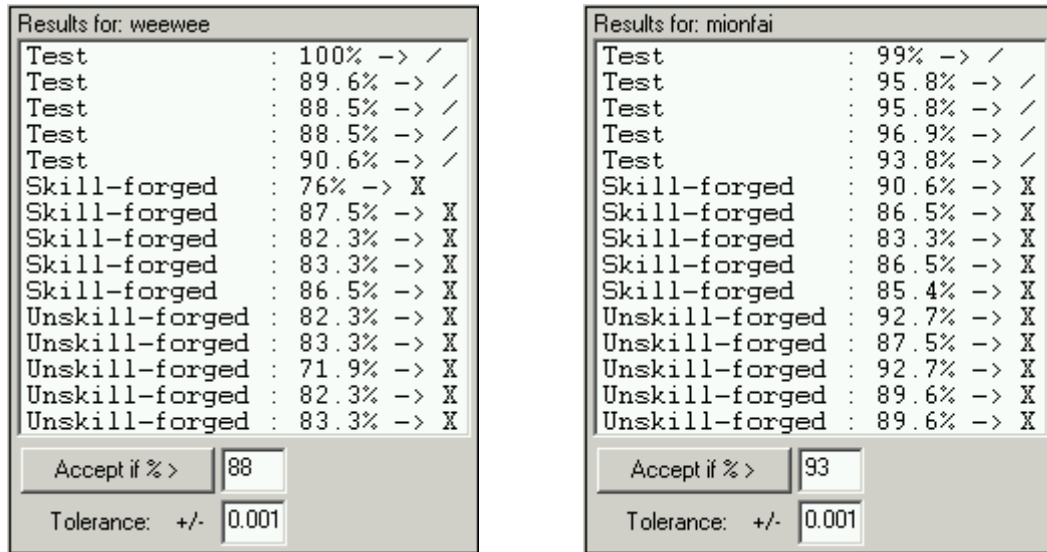 Results for: weewee
Test : 100% -> /
Test : 89.6% -> /
Test : 88.5% -> /
Test : 88.5% -> /
Test : 90.6% -> /
Skill-forged : 76% -> X
Skill-forged : 87.5% -> X
Skill-forged : 82.3% -> X
Skill-forged : 83.3% -> X
Skill-forged : 86.5% -> X
Unskill-forged : 82.3% -> X
Unskill-forged : 83.3% -> X
Unskill-forged : 71.9% -> X
Unskill-forged : 82.3% -> X
Unskill-forged : 83.3% -> X
Accept if % > 88
Tolerance: +/- 0.001
Results for: mionfai
Test : 99% -> /
Test : 95.8% -> /
Test : 95.8% -> /
Test : 96.9% -> /
Test : 93.8% -> /
Skill-forged : 90.6% -> X
Skill-forged : 86.5% -> X
Skill-forged : 83.3% -> X
Skill-forged : 86.5% -> X
Skill-forged : 85.4% -> X
Unskill-forged : 92.7% -> X
Unskill-forged : 87.5% -> X
Unskill-forged : 92.7% -> X
Unskill-forged : 89.6% -> X
Unskill-forged : 89.6% -> X
Accept if % > 93
Tolerance: +/- 0.001